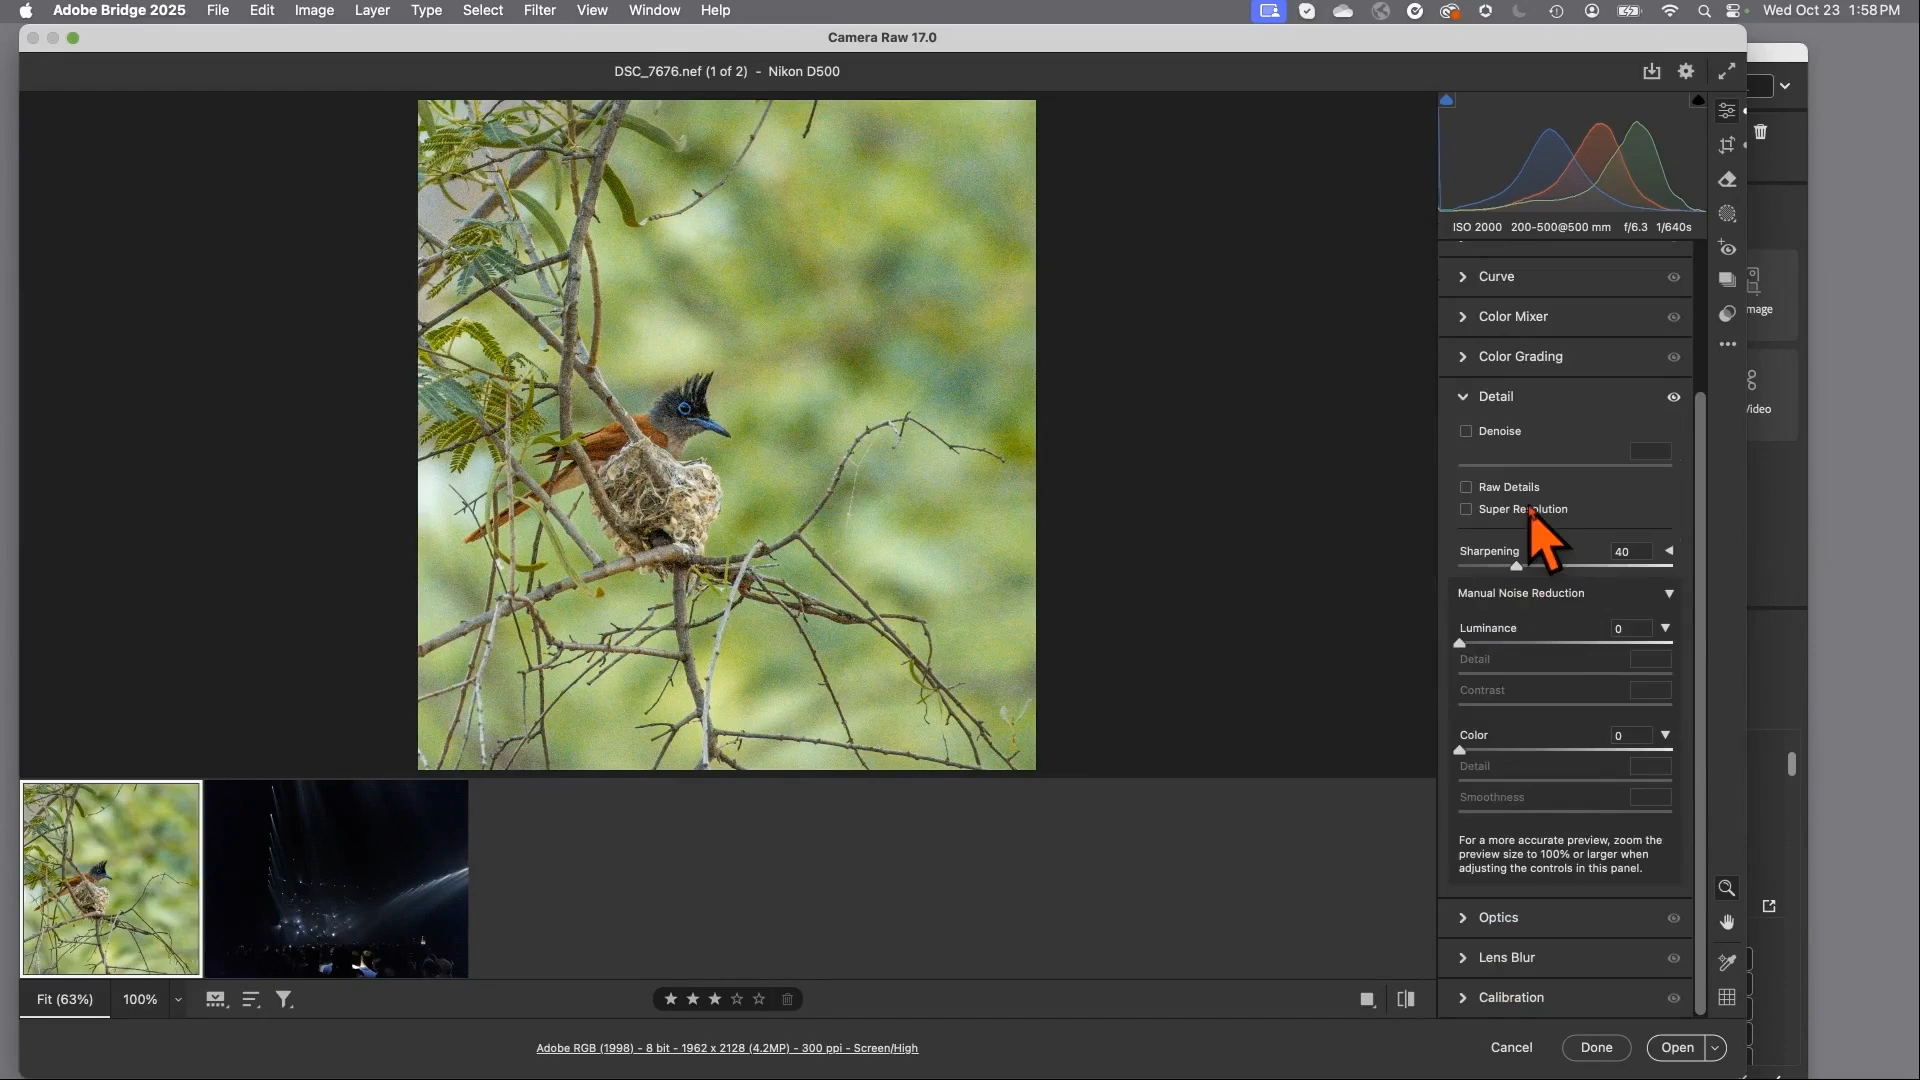 Adobe Bridge 2025 File Edit Image Layer Type Select Filter View Window Help Wed Oct 23 1:58 PM
Camera Raw 17.0
DSC_7676.nef (1 of 2) - Nikon D500
ISO 2000 200-500@500 mm f/6.3 1/640s
Curve
Color Mixer
mage
Color Grading
Detail
Denoise
Raw Details
Sharpening 40
Manual Noise Reduction
Luminance 0
Detail
Contrast
Color 0
Detail
Smoothness
For a more accurate preview, zoom the
preview size to 100% or larger when
adjusting the controls in this panel.
Optics
Lens Blur
Calibration
Fit (63%) 100%
Adobe RGB (1998) - 8 bit - 1962 x 2128 (4.2MP) - 300 ppi - Screen/High
Cancel Done Open